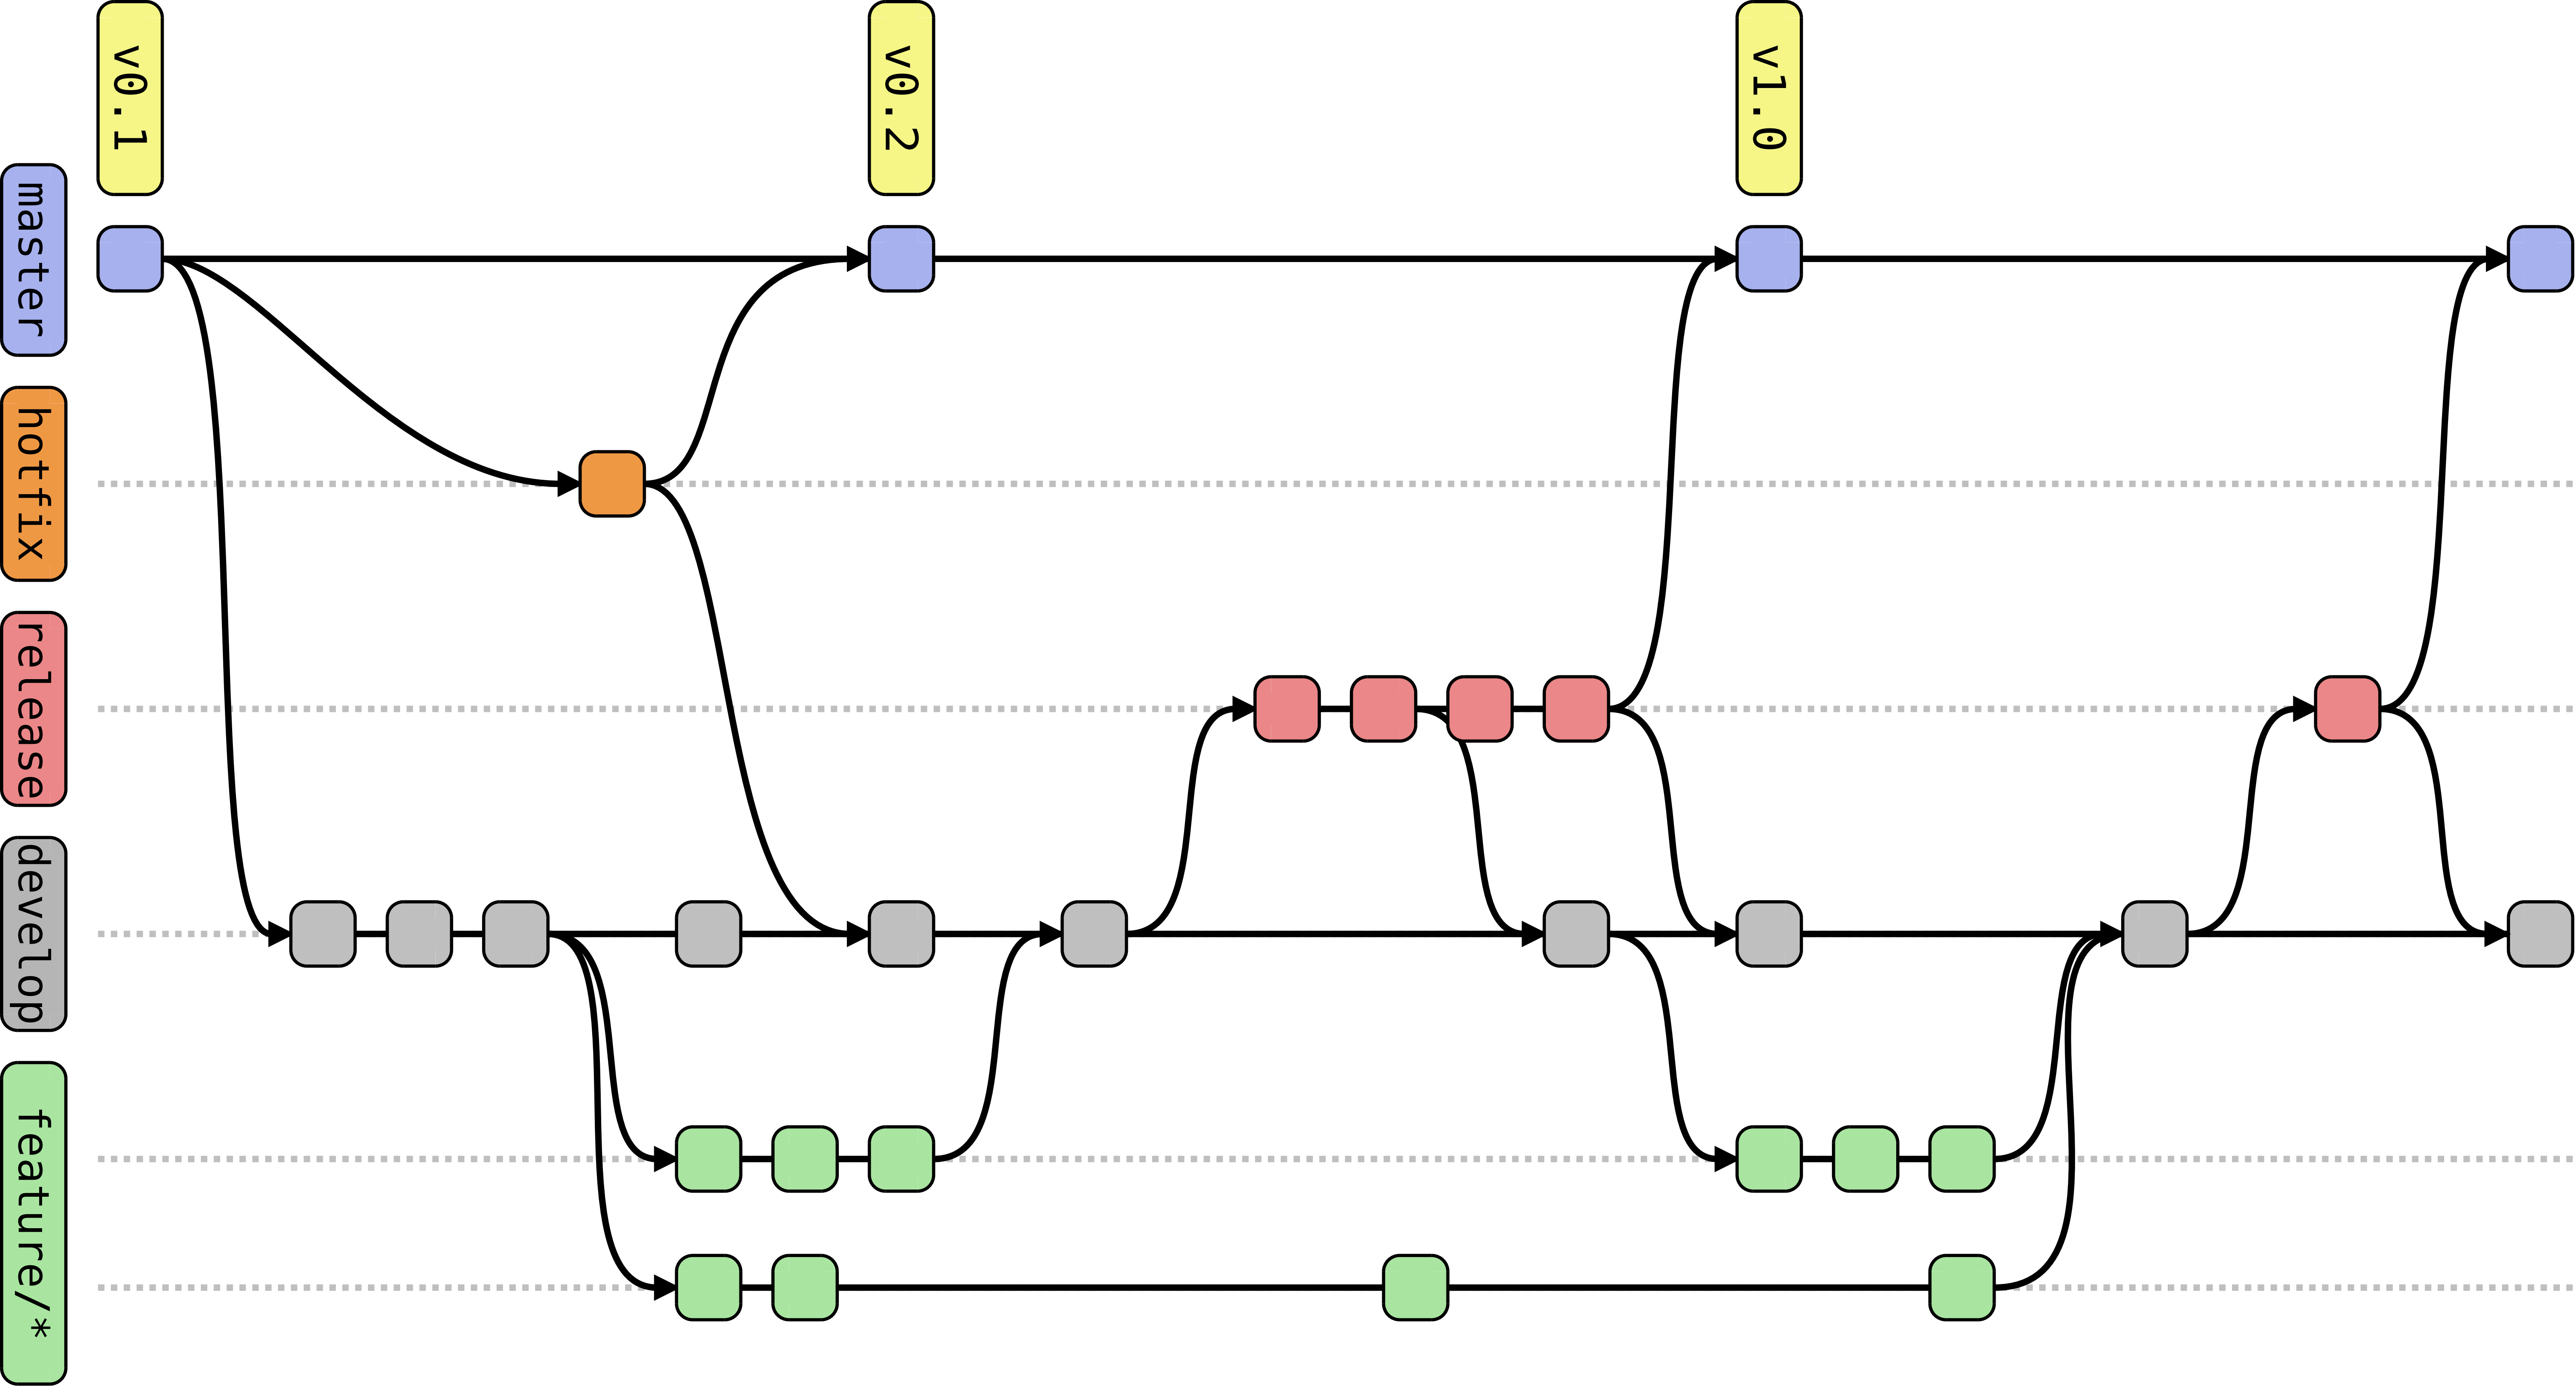 v0.1
v0.2
v1.0
master
hotfix
release
develop
feature/*